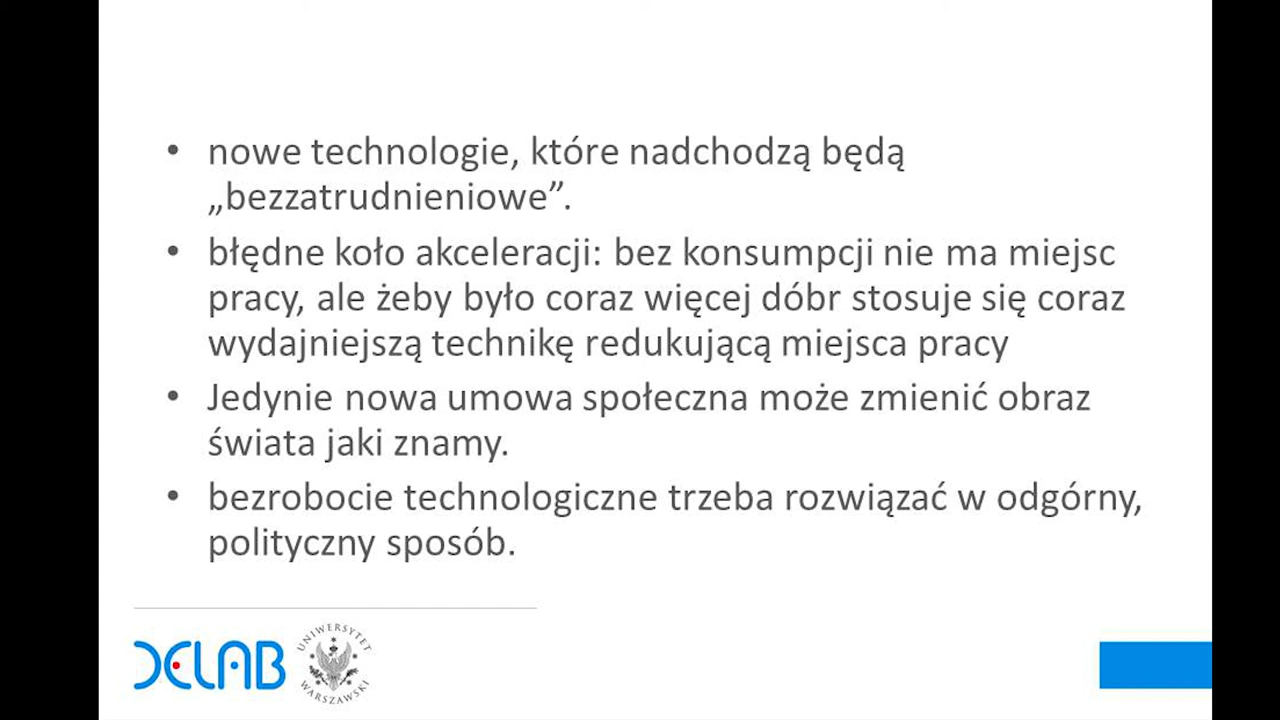 • nowe technologie, które nadchodzą będą
„bezzatrudnieniowe”.
• błędne koło akceleracji: bez konsumpcji nie ma miejsc
pracy, ale żeby było coraz więcej dóbr stosuje się coraz
wydajniejszą technikę redukującą miejsca pracy
• Jedynie nowa umowa społeczna może zmienić obraz
świata jaki znamy.
• bezrobocie technologiczne trzeba rozwiązać w odgórny,
polityczny sposób.
DELAB
UNIWERSYTET
WARSZAWSKI